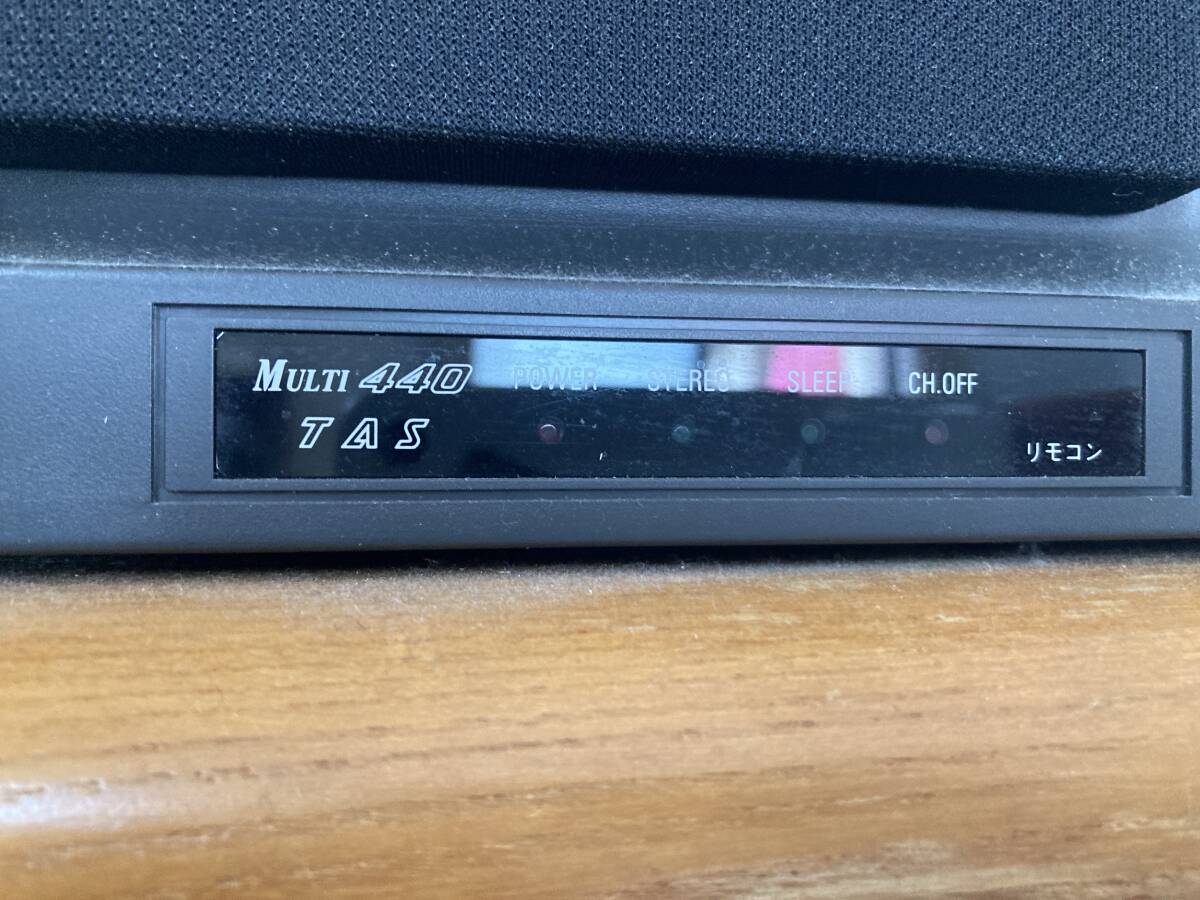 MULTI 440 POWER STEREO SLEEP CH.OFF
TAS リモコン